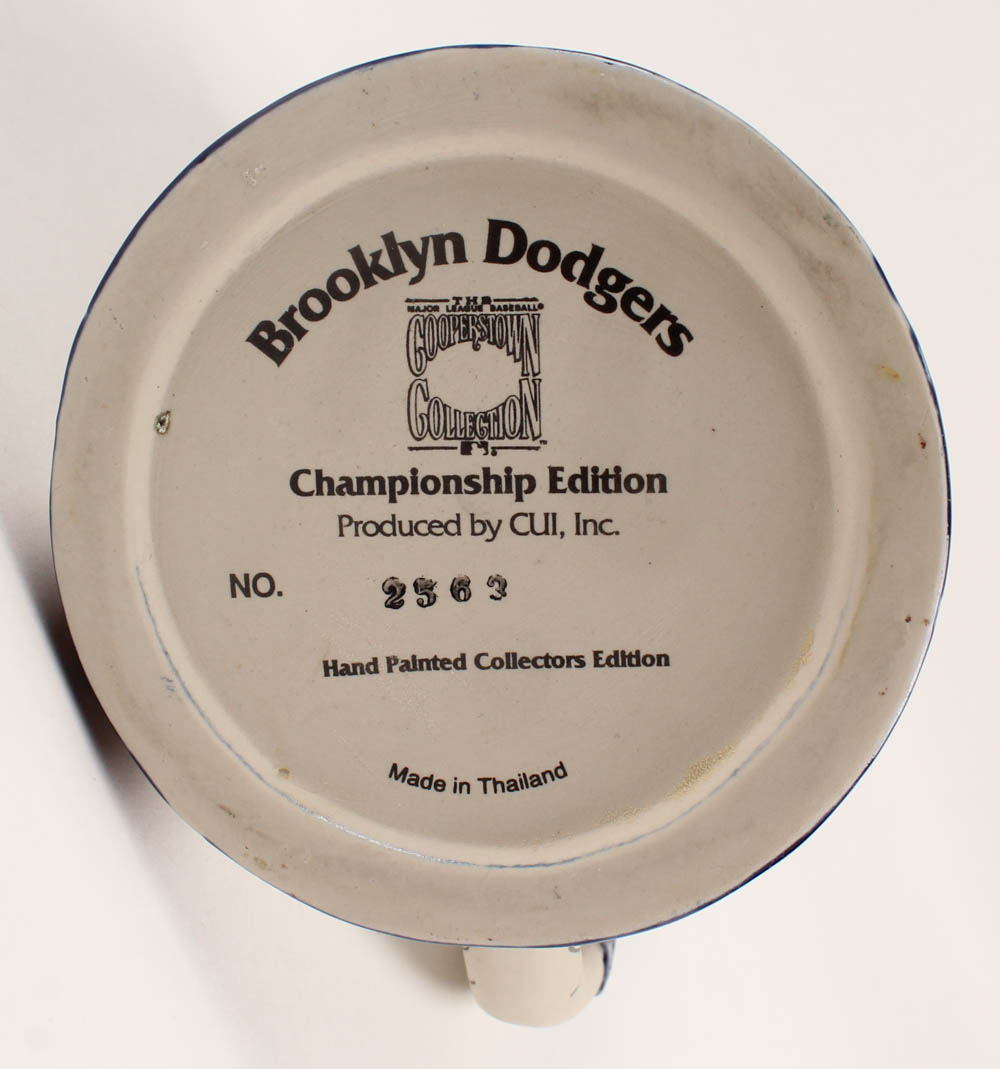 Brooklyn Dodgers
THE
MAJOR LEAGUE BASEBALL®
COOPERSTOWN
COLLECTION
™
Championship Edition
Produced by CUI, Inc.
NO. 2563
Hand Painted Collectors Edition
Made in Thailand